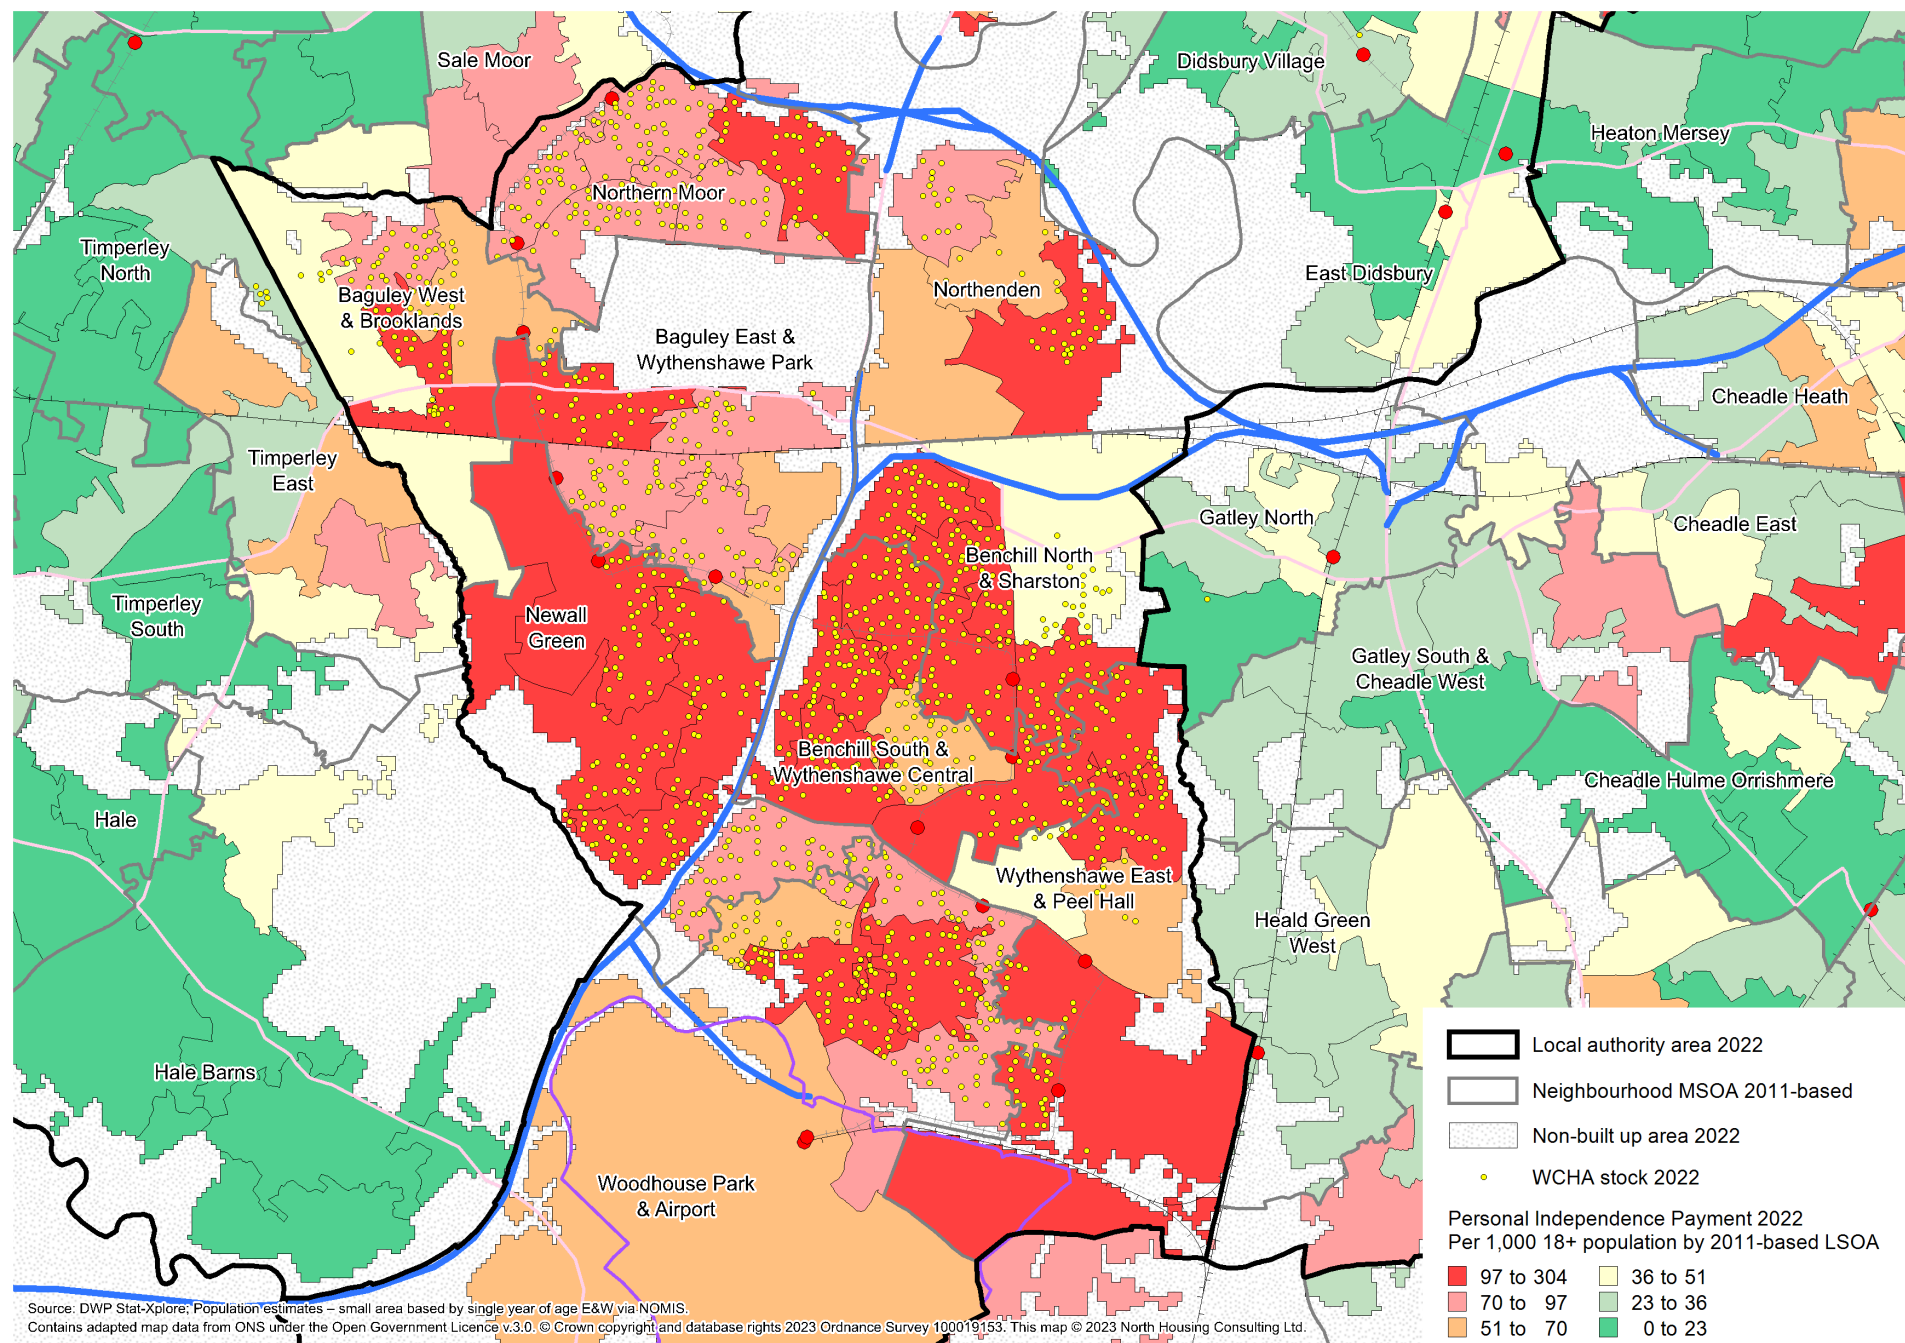 Sale Moor
Didsbury Village
Heaton Mersey
Northern Moor
Timperley
North
East Didsbury
Northenden
Baguley West
& Brooklands
Baguley East &
Wythenshawe Park
Cheadle Heath
Timperley
East
Gatley North
Cheadle East
Benchill North
& Sharston
Timperley
South
Newall
Green
Gatley South &
Cheadle West
Benchill South &
Wythenshawe Central
Cheadle Hulme Orrishmere
Hale
Wythenshawe East
& Peel Hall
Heald Green
West
Hale Barns
Woodhouse Park
& Airport
Local authority area 2022
Neighbourhood MSOA 2011-based
Non-built up area 2022
WCHA stock 2022
Personal Independence Payment 2022
Per 1,000 18+ population by 2011-based LSOA
97 to 304
36 to 51
70 to 97
23 to 36
51 to 70
0 to 23
Source: DWP Stat-Xplore; Population estimates – small area based by single year of age E&W via NOMIS.
Contains adapted map data from ONS under the Open Government Licence v.3.0. © Crown copyright and database rights 2023 Ordnance Survey 100019153. This map © 2023 North Housing Consulting Ltd.